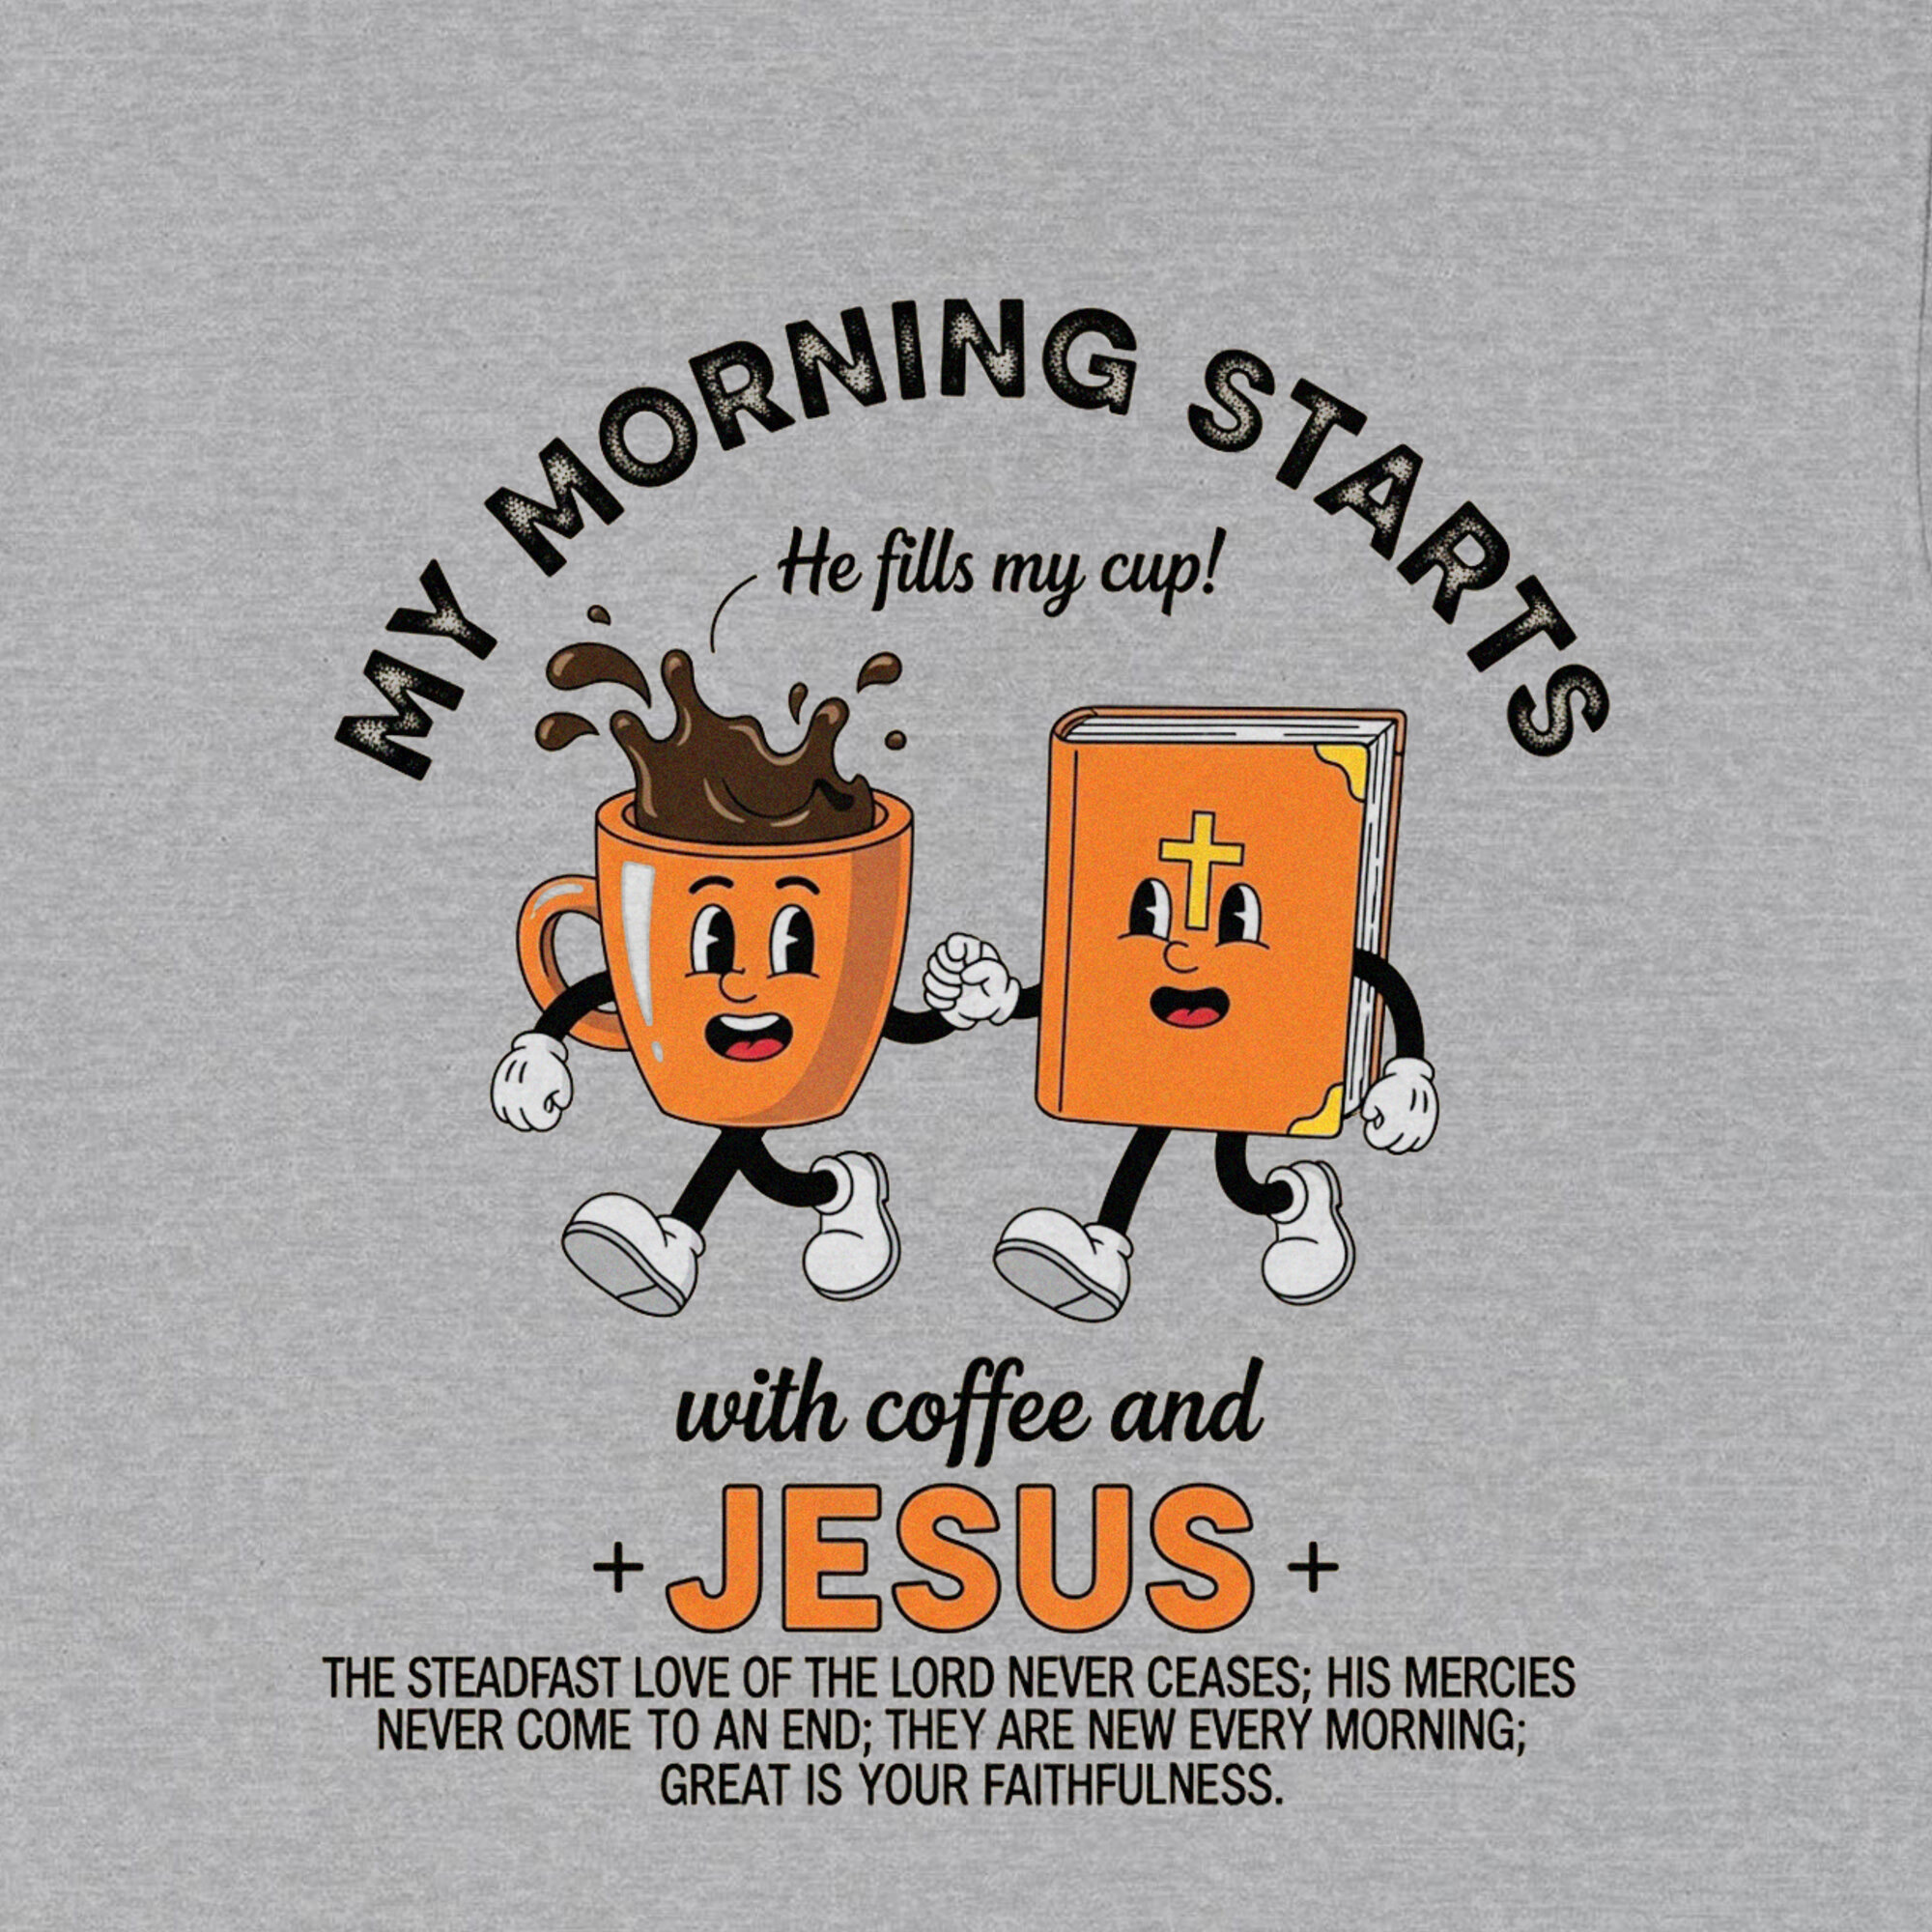 MY MORNING STARTS
He fills my cup!
with coffee and
+ JESUS +
THE STEADFAST LOVE OF THE LORD NEVER CEASES; HIS MERCIES
NEVER COME TO AN END; THEY ARE NEW EVERY MORNING;
GREAT IS YOUR FAITHFULNESS.